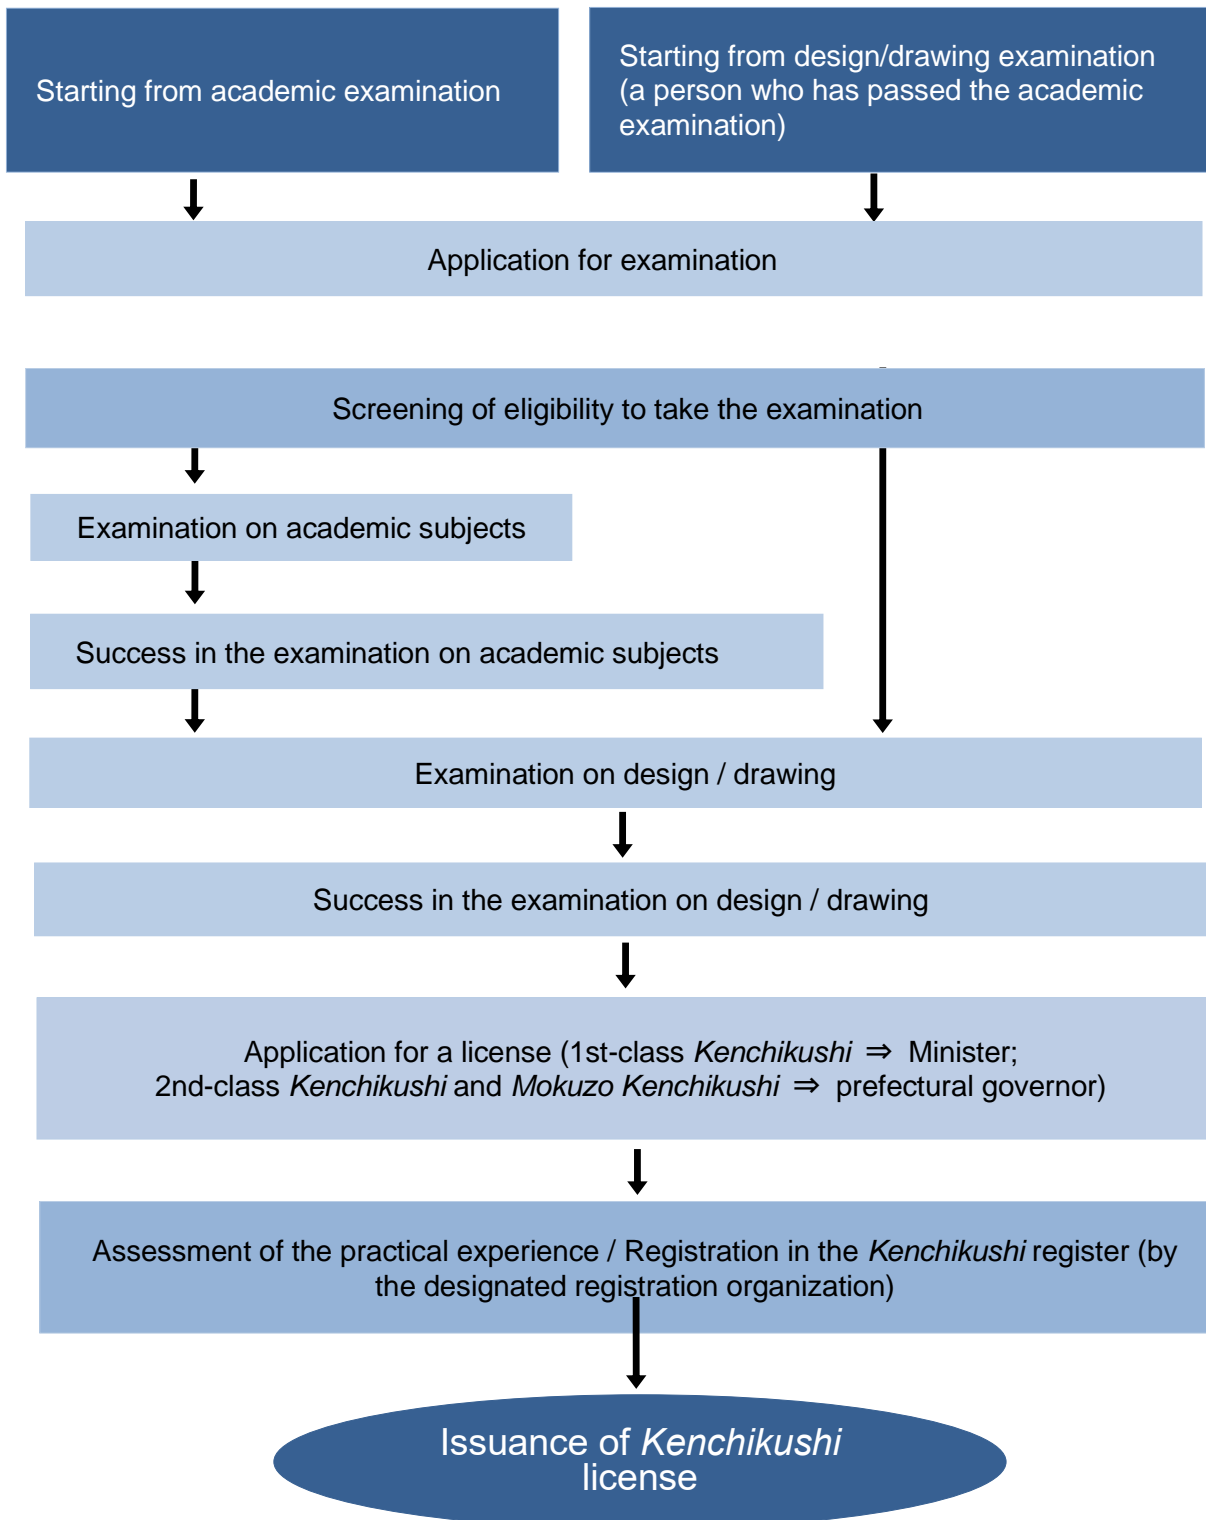 Starting from academic examination
Starting from design/drawing examination
(a person who has passed the academic
examination)
Application for examination
Screening of eligibility to take the examination
Examination on academic subjects
Success in the examination on academic subjects
Examination on design / drawing
Success in the examination on design / drawing
Application for a license (1st-class Kenchikushi ⇒ Minister;
2nd-class Kenchikushi and Mokuzo Kenchikushi ⇒ prefectural governor)
Assessment of the practical experience / Registration in the Kenchikushi register (by
the designated registration organization)
Issuance of Kenchikushi
license